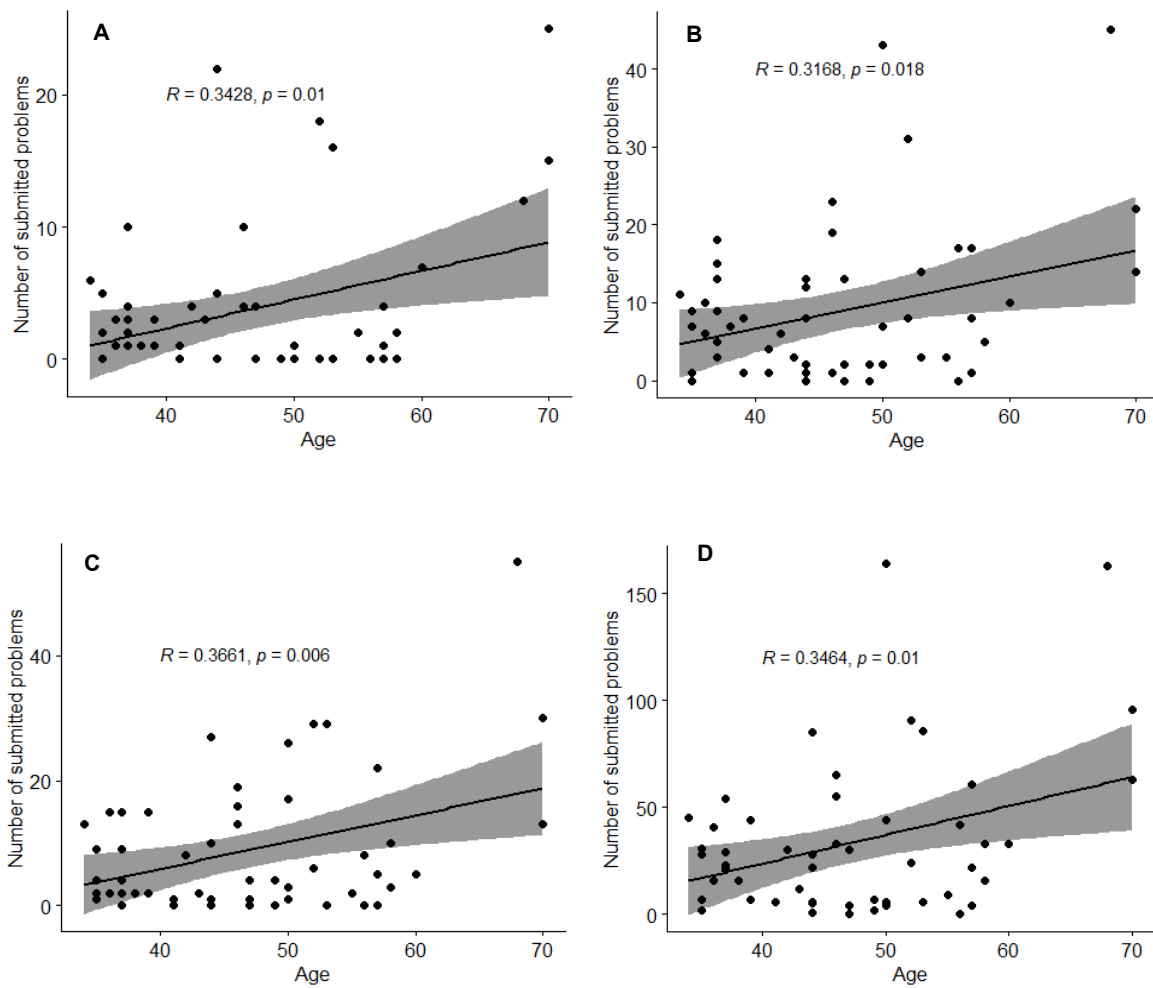 A
R = 0.3428, p = 0.01
Number of submitted problems
20
10
0
40
50
60
70
Age
B
R = 0.3168, p = 0.018
Number of submitted problems
40
30
20
10
0
40
50
60
70
Age
C
R = 0.3661, p = 0.006
Number of submitted problems
40
20
0
40
50
60
70
Age
D
R = 0.3464, p = 0.01
Number of submitted problems
150
100
50
0
40
50
60
70
Age